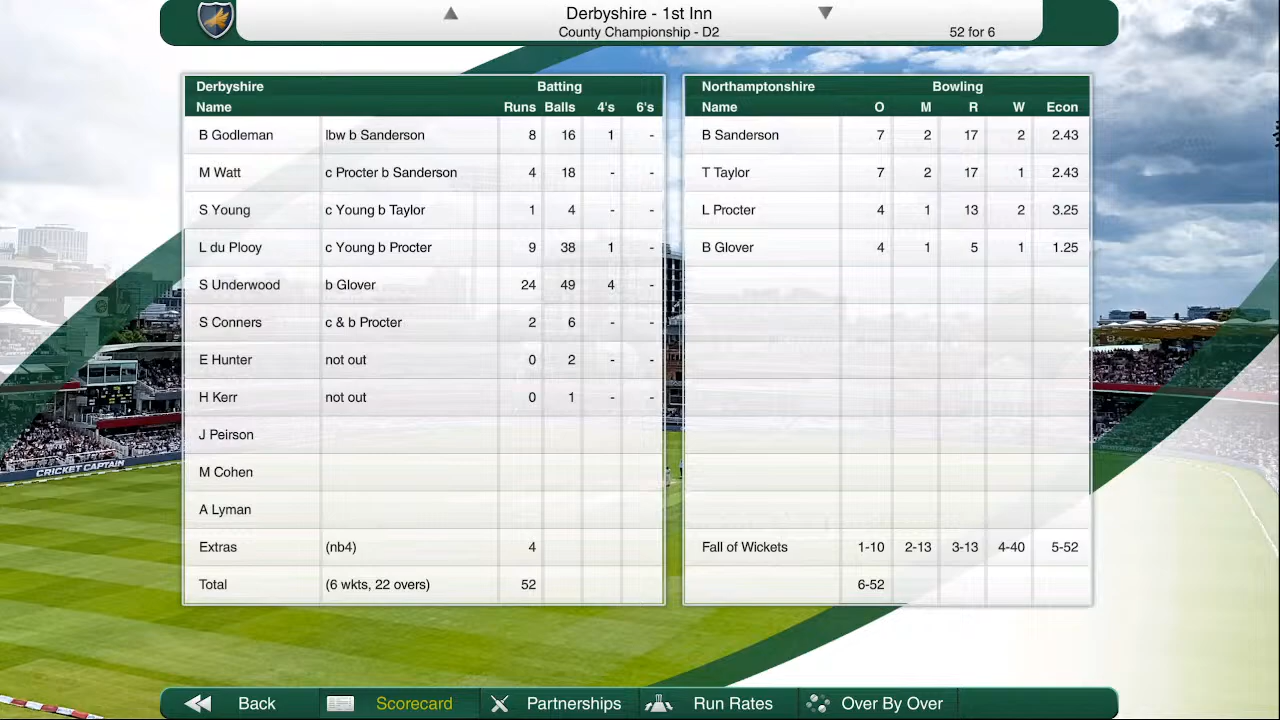 Derbyshire - 1st Inn
County Championship - D2
52 for 6
Derbyshire Batting
Name Runs Balls 4's 6's
B Godleman lbw b Sanderson 8 16 1 -
M Watt c Procter b Sanderson 4 18 - -
S Young c Young b Taylor 1 4 - -
L du Plooy c Young b Procter 9 38 1 -
S Underwood b Glover 24 49 4 -
S Conners c & b Procter 2 6 - -
E Hunter not out 0 2 - -
H Kerr not out 0 1 - -
J Peirson
M Cohen
A Lyman
Extras (nb4) 4
Total (6 wkts, 22 overs) 52
Northamptonshire Bowling
Name O M R W Econ
B Sanderson 7 2 17 2 2.43
T Taylor 7 2 17 1 2.43
L Procter 4 1 13 2 3.25
B Glover 4 1 5 1 1.25
Fall of Wickets 1-10 2-13 3-13 4-40 5-52
6-52
CRICKET CAPTAIN
Back Scorecard Partnerships Run Rates Over By Over